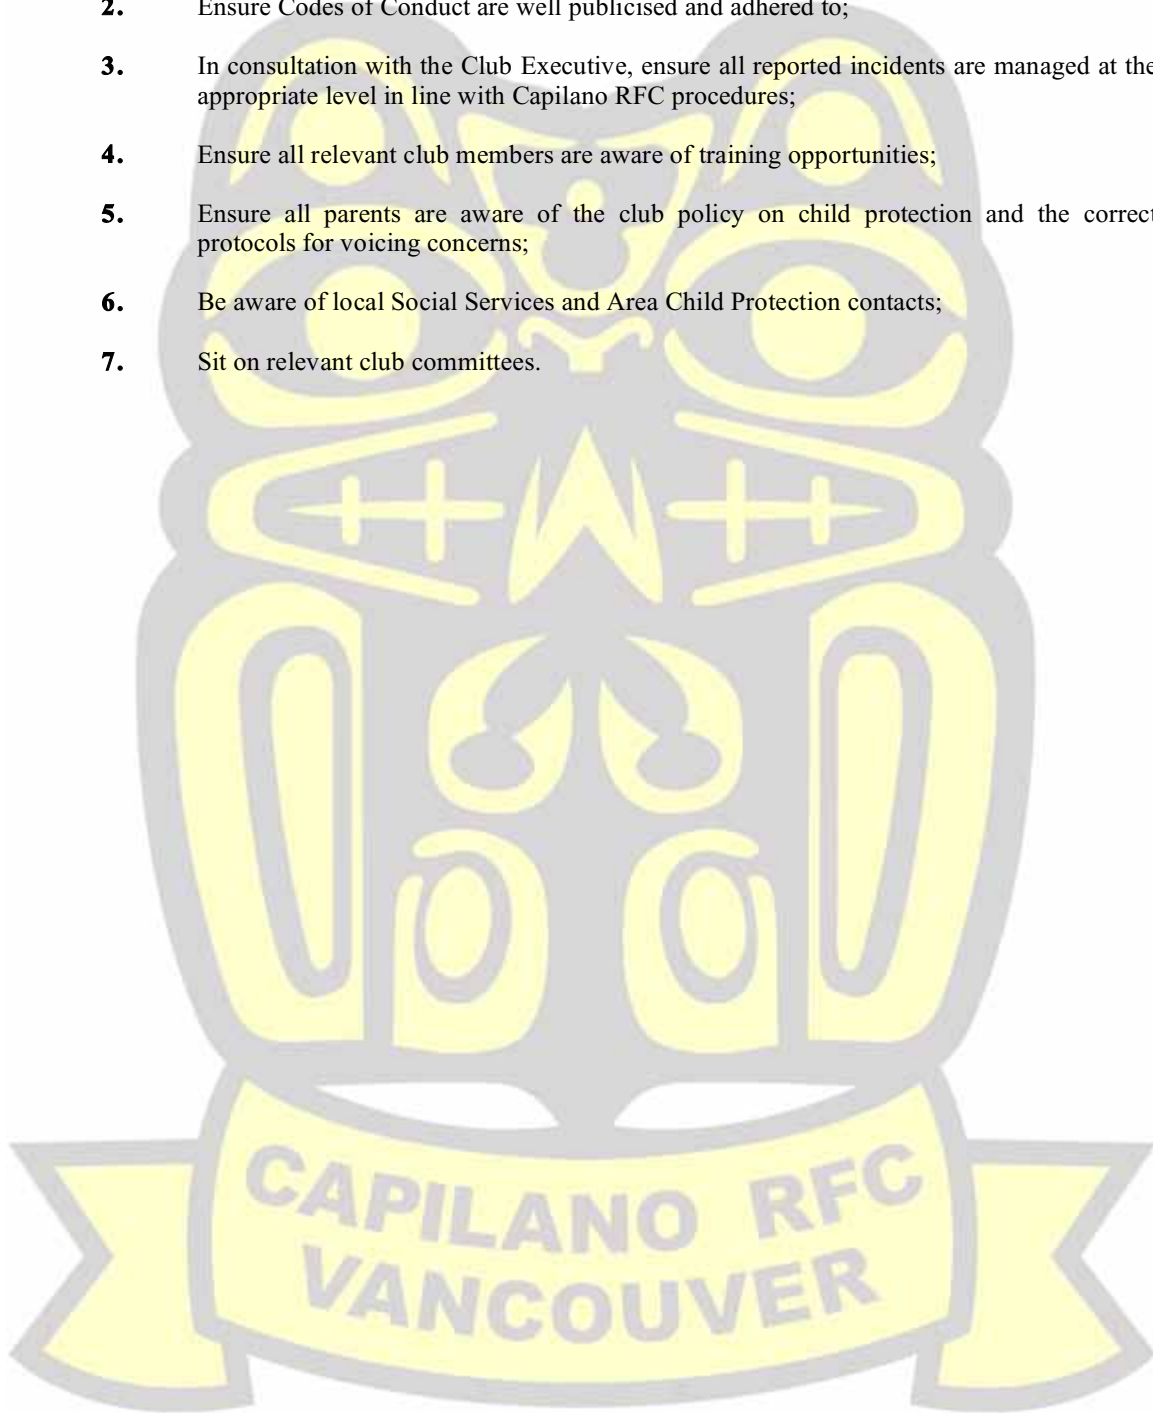 2. Ensure Codes of Conduct are well publicised and adhered to;
3. In consultation with the Club Executive, ensure all reported incidents are managed at the
appropriate level in line with Capilano RFC procedures;
4. Ensure all relevant club members are aware of training opportunities;
5. Ensure all parents are aware of the club policy on child protection and the correct
protocols for voicing concerns;
6. Be aware of local Social Services and Area Child Protection contacts;
7. Sit on relevant club committees.
CAPILANO RFC
VANCOUVER